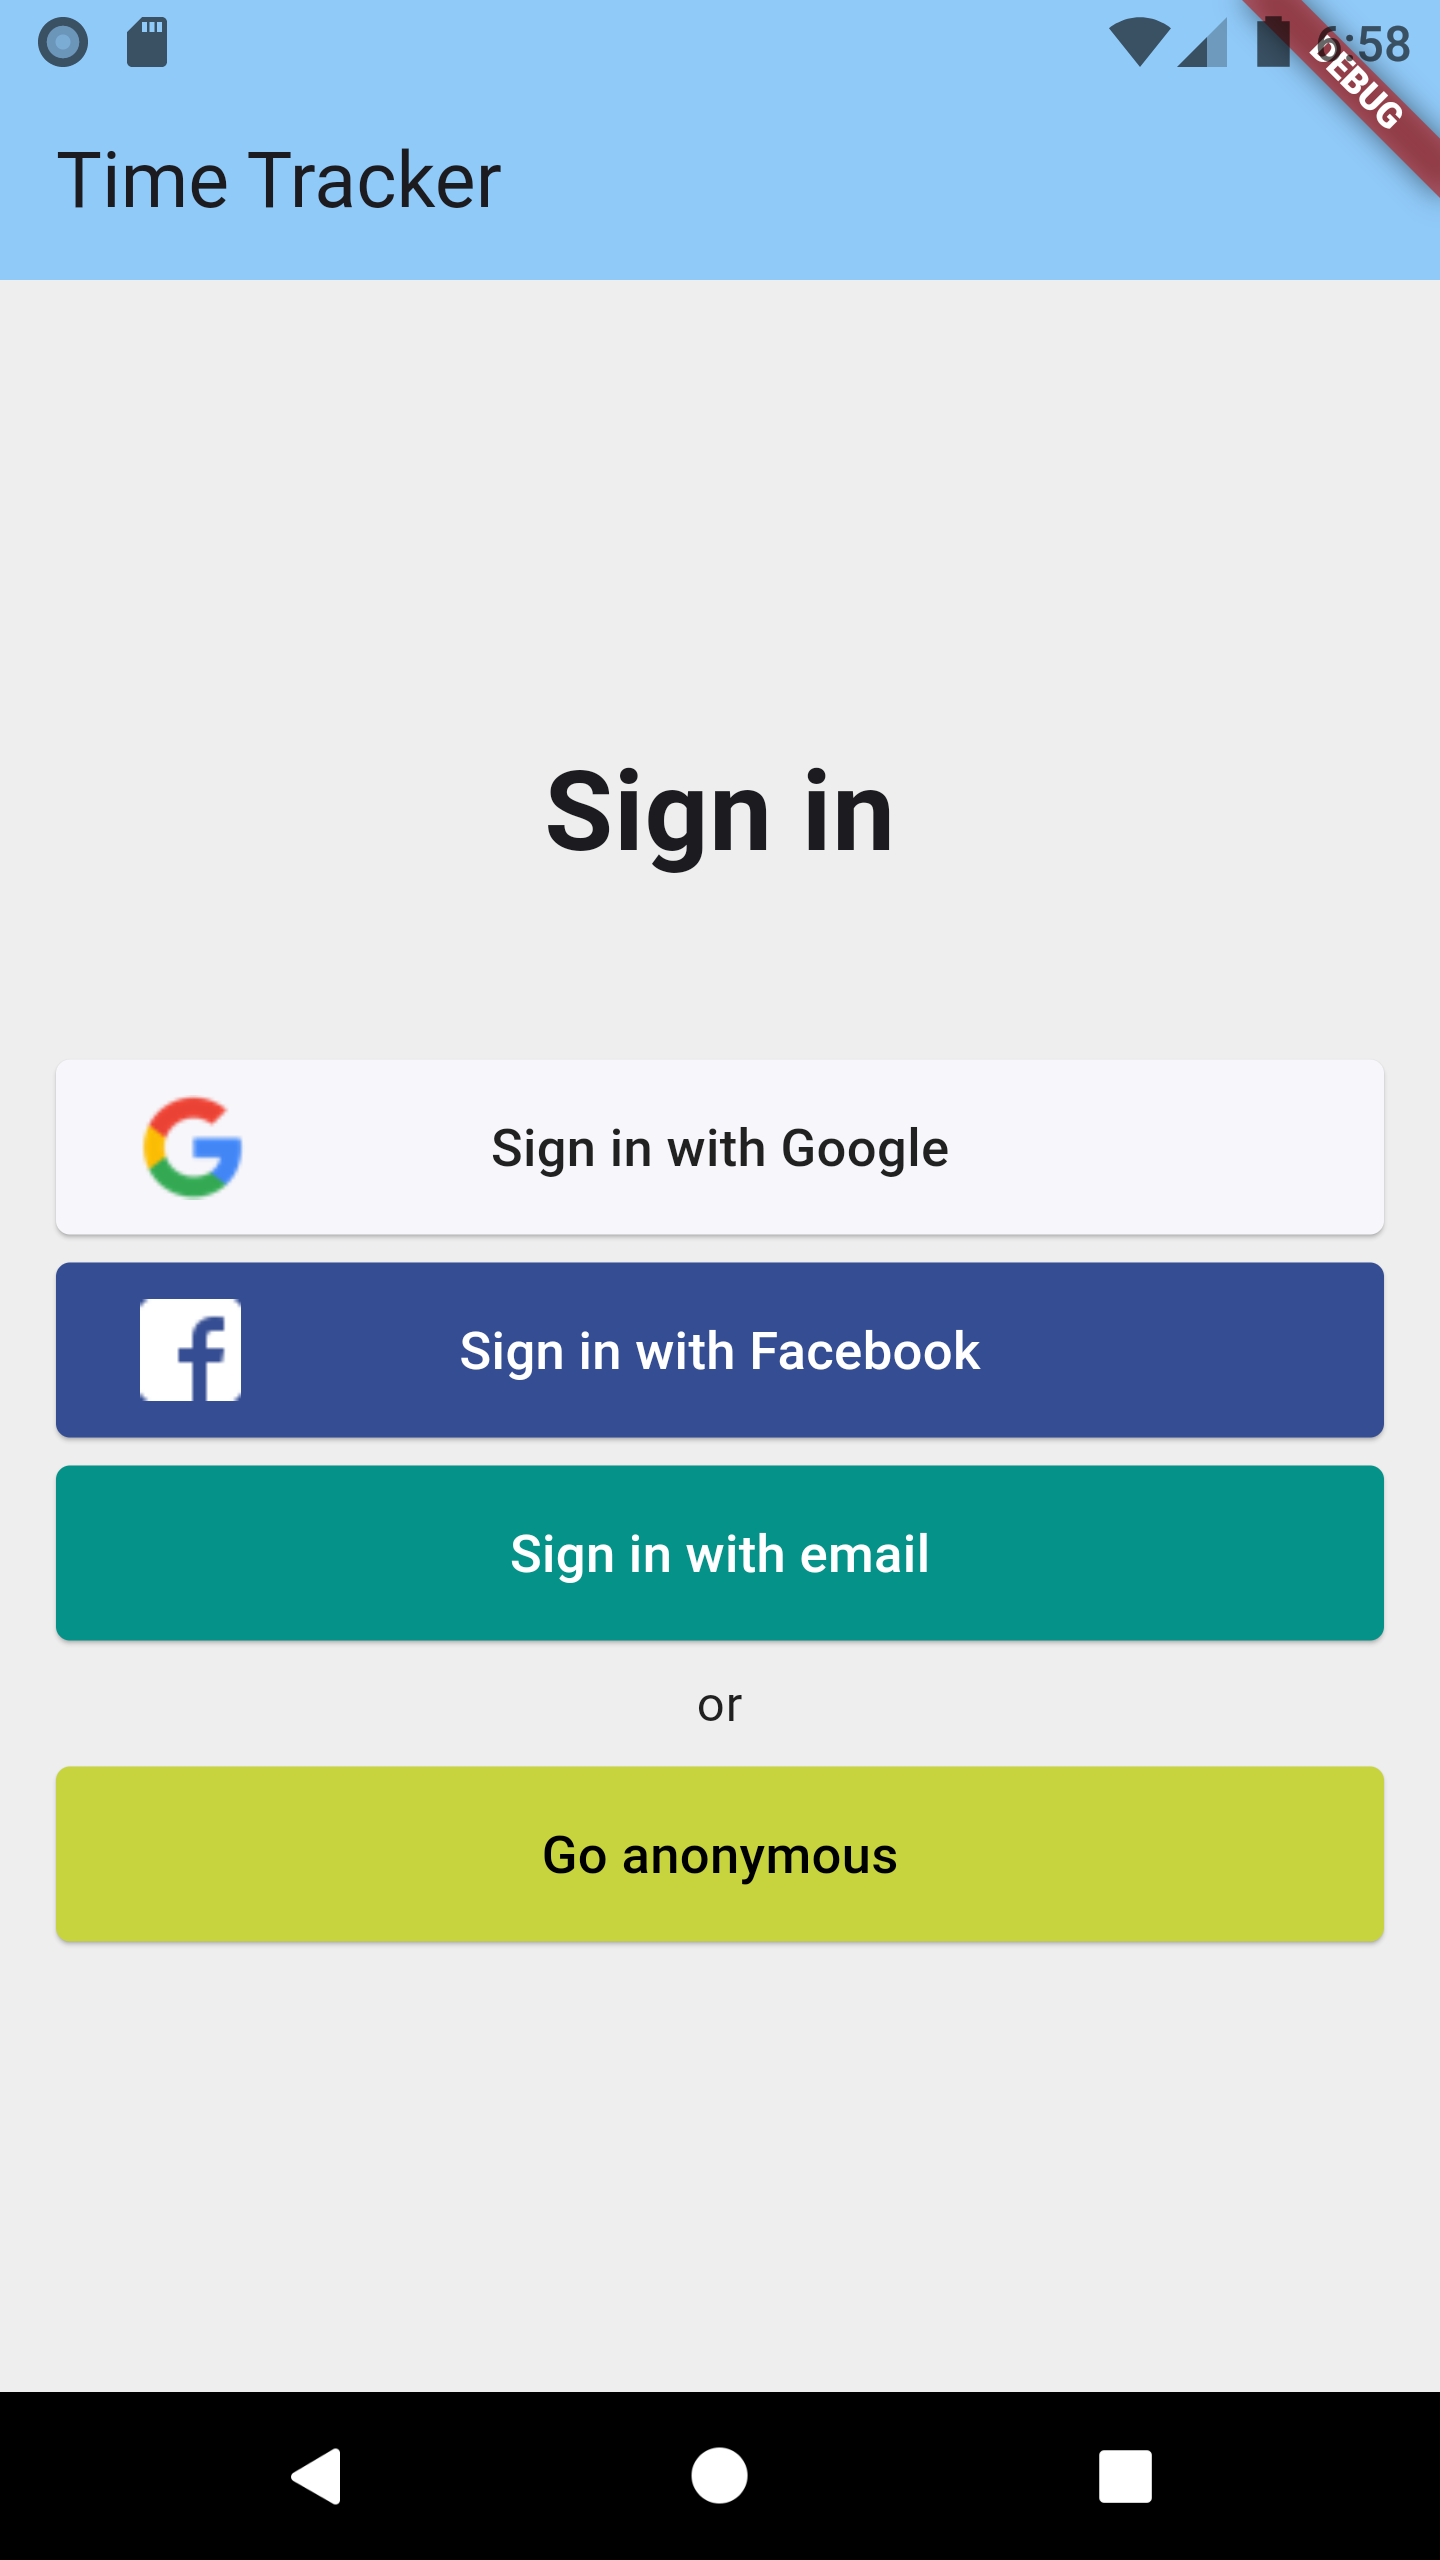 6:58
DEBUG
Time Tracker
Sign in
Sign in with Google
Sign in with Facebook
Sign in with email
or
Go anonymous